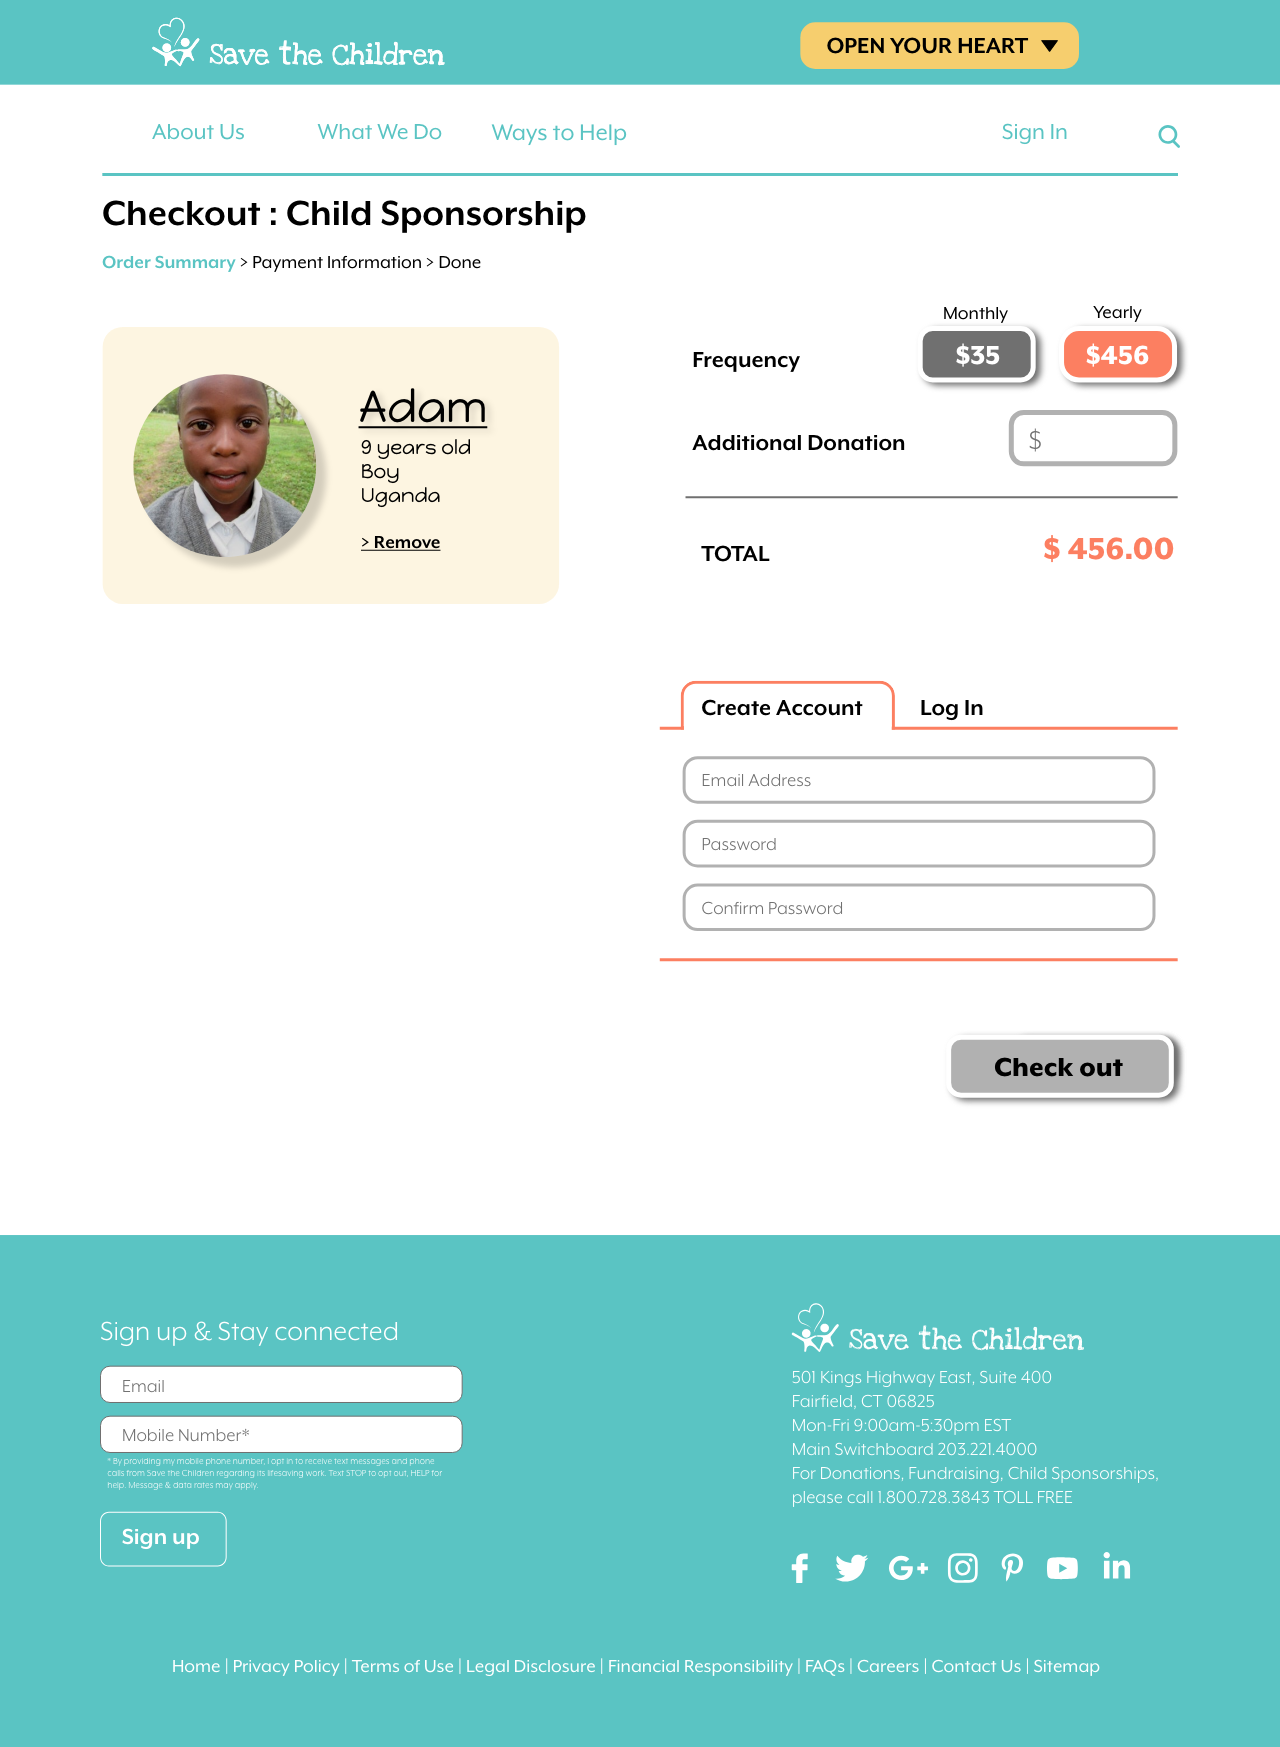 Save the Children
OPEN YOUR HEART
About Us
What We Do
Ways to Help
Sign In
Checkout : Child Sponsorship
Order Summary > Payment Information > Done
Monthly
Yearly
Frequency
$35
$456
Adam
9 years old
Boy
Uganda
> Remove
Additional Donation
$
TOTAL
$ 456.00
Create Account
Log In
Email Address
Password
Confirm Password
Check out
Sign up & Stay connected
Email
Mobile Number*
* By providing my mobile phone number, I opt in to receive text messages and phone
calls from Save the Children regarding its lifesaving work. Text STOP to opt out, HELP for
help. Message & data rates may apply.
Sign up
Save the Children
501 Kings Highway East, Suite 400
Fairfield, CT 06825
Mon-Fri 9:00am-5:30pm EST
Main Switchboard 203.221.4000
For Donations, Fundraising, Child Sponsorships,
please call 1.800.728.3843 TOLL FREE
Home | Privacy Policy | Terms of Use | Legal Disclosure | Financial Responsibility | FAQs | Careers | Contact Us | Sitemap